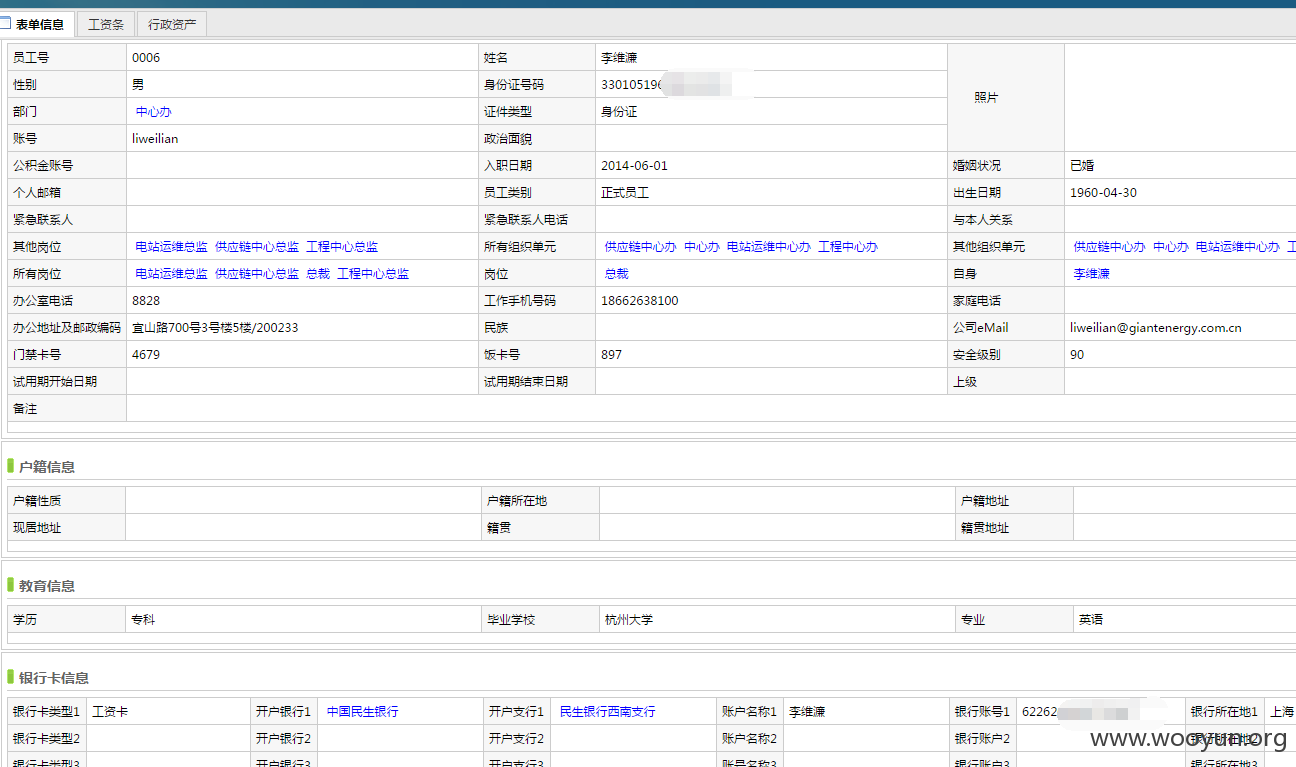 表单信息 工资条 行政资产
员工号 0006 姓名 李维濂 照片
性别 男 身份证号码 33010519
部门 中心办 证件类型 身份证
账号 liweilian 政治面貌
公积金账号 入职日期 2014-06-01 婚姻状况 已婚
个人邮箱 员工类别 正式员工 出生日期 1960-04-30
紧急联系人 紧急联系人电话 与本人关系
其他岗位 电站运维总监 供应链中心总监 工程中心总监 所有组织单元 供应链中心办 中心办 电站运维中心办 工程中心办 其他组织单元 供应链中心办 中心办 电站运维中心办 工
所有岗位 电站运维总监 供应链中心总监 总裁 工程中心总监 岗位 总裁 自身 李维濂
办公室电话 8828 工作手机号码 18662638100 家庭电话
办公地址及邮政编码 宜山路700号3号楼5楼/200233 民族 公司eMail liweilian@giantenergy.com.cn
门禁卡号 4679 饭卡号 897 安全级别 90
试用期开始日期 试用期结束日期 上级
备注
户籍信息
户籍性质 户籍所在地 户籍地址
现居地址 籍贯 籍贯地址
教育信息
学历 专科 毕业学校 杭州大学 专业 英语
银行卡信息
银行卡类型1 工资卡 开户银行1 中国民生银行 开户支行1 民生银行西南支行 账户名称1 李维濂 银行账号1 62262 银行所在地1 上海
银行卡类型2 开户银行2 开户支行2 账户名称2 银行账户2 银行所在地2
www.wooyun.org
银行卡类型3 开户银行3 开户支行3 账号名称3 银行账户3 银行所在地3